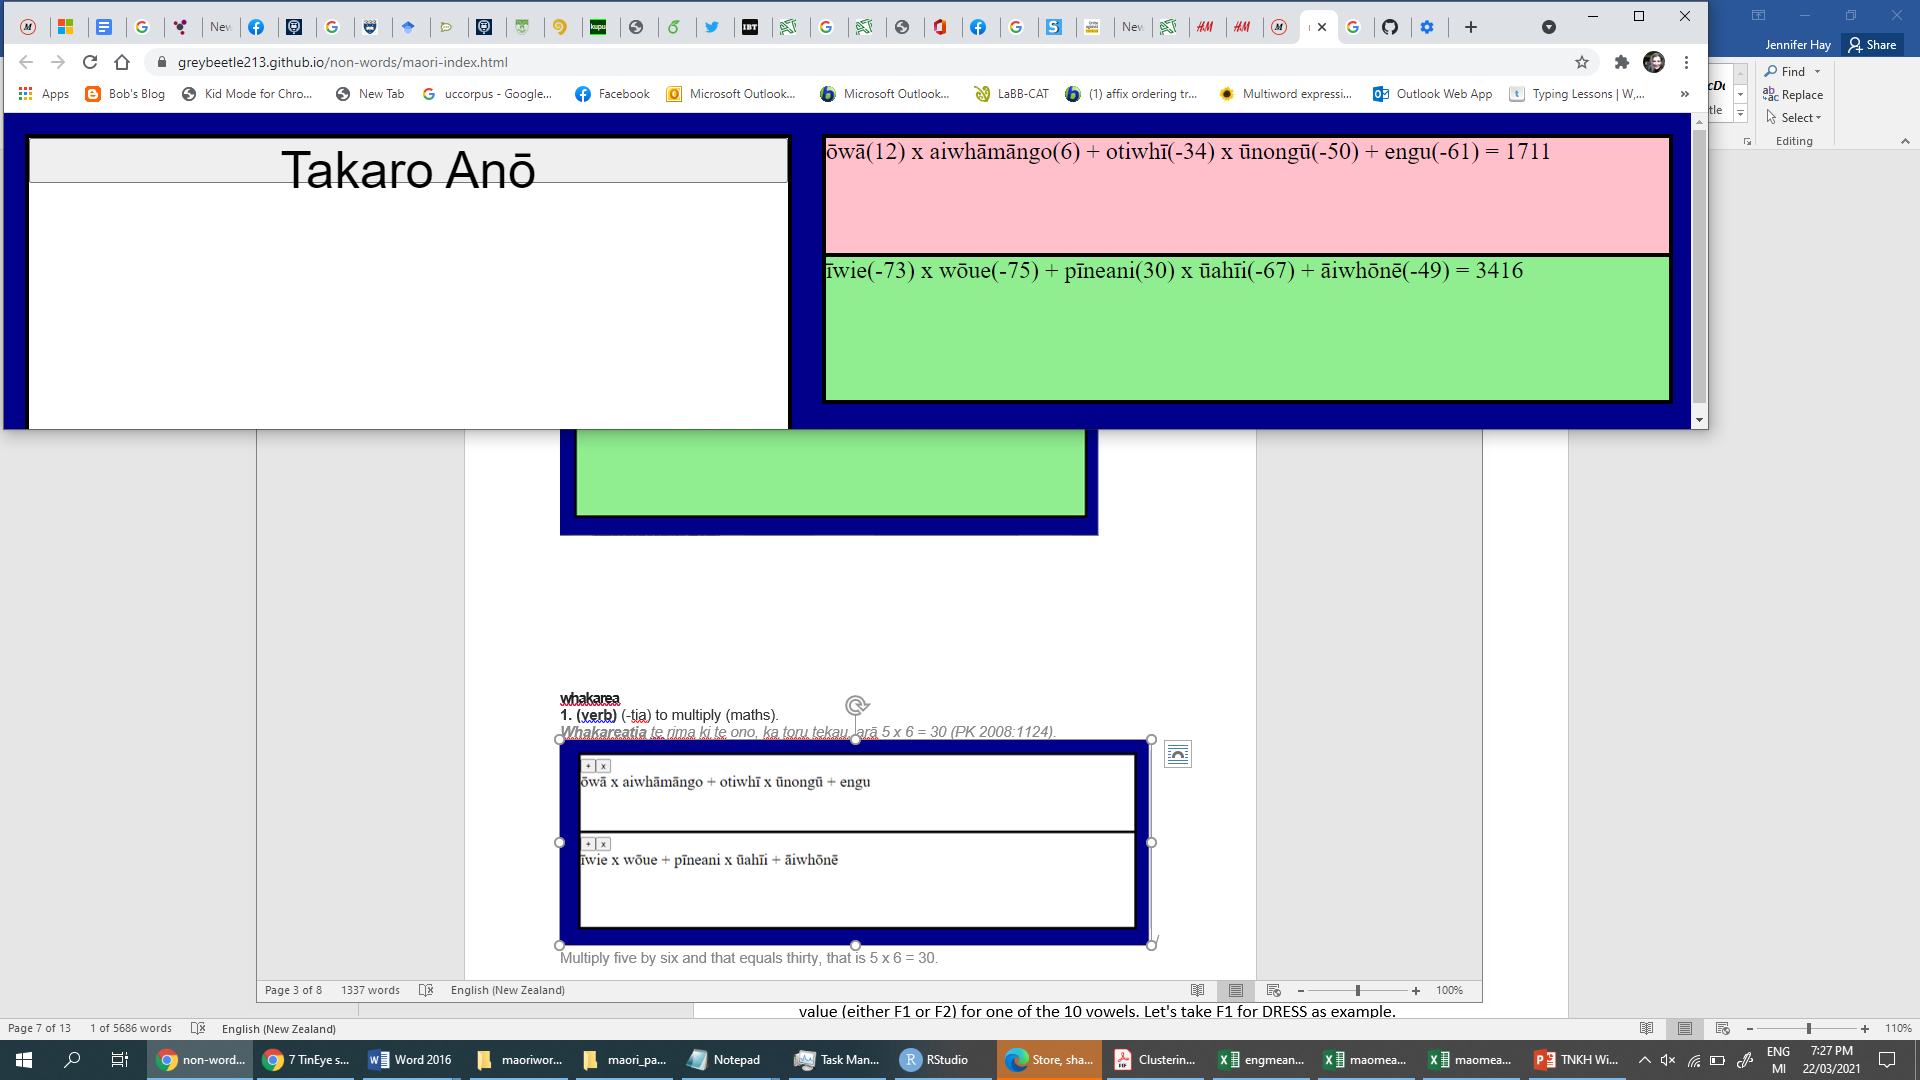 New
IBT
New
Jennifer Hay
Share
greybeetle213.github.io/non-words/maori-index.html
Find
Replace
Select
Editing
Apps
Bob's Blog
Kid Mode for Chro...
New Tab
uccorpus - Google...
Facebook
Microsoft Outlook...
Microsoft Outlook...
LaBB-CAT
(1) affix ordering tr...
Multiword expressi...
Outlook Web App
Typing Lessons | W,...
»
Takaro Anō
ōwā(12) x aiwhāmāngo(6) + otiwhī(-34) x ūnongū(-50) + engu(-61) = 1711
īwie(-73) x wōue(-75) + pīneani(30) x ūahīi(-67) + āiwhōnē(-49) = 3416
whakarea
1. (verb) (-tia) to multiply (maths).
Whakareatia te rima ki te ono, ka toru tekau, arā 5 x 6 = 30 (PK 2008:1124).
+ x
ōwā x aiwhāmāngo + otiwhī x ūnongū + engu
+ x
īwie x wōue + pīneani x ūahīi + āiwhōnē
Multiply five by six and that equals thirty, that is 5 x 6 = 30.
Page 3 of 8 1337 words English (New Zealand) 100%
value (either F1 or F2) for one of the 10 vowels. Let's take F1 for DRESS as example.
Page 7 of 13 1 of 5686 words English (New Zealand) 110%
non-word...
7 TinEye s...
Word 2016
maoriwor...
maori_pa...
Notepad
Task Man...
RStudio
Store, sha...
Clusterin...
engmean...
maomea...
maomea...
TNKH Wi...
ENG
MI
7:27 PM
22/03/2021